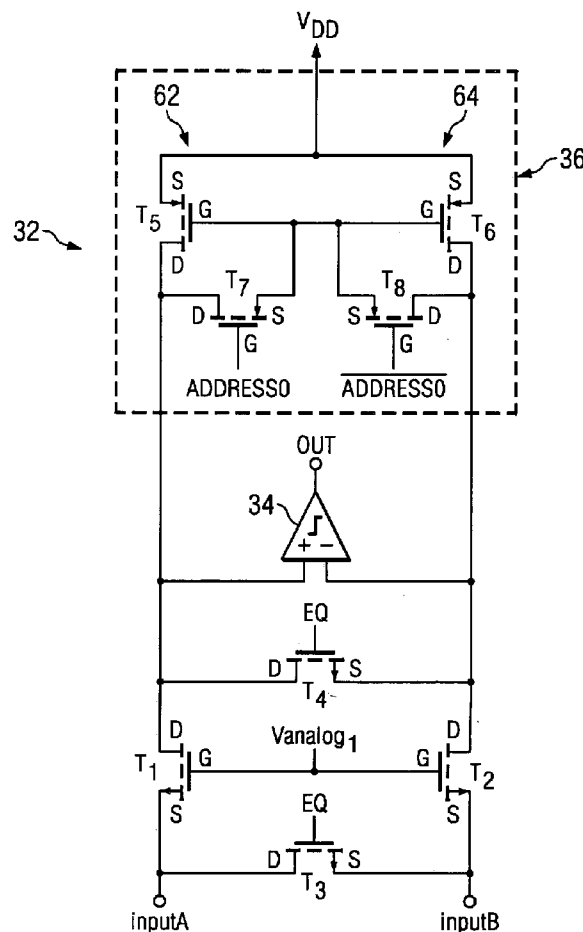 VDD
62
64
36
S
S
T5
G
G
T6
32
D
D
T7
T8
D
S
S
D
G
G
ADDRESS0
ADDRESS0
OUT
34
+ −
EQ
D
S
T4
D
D
Vanalog1
T1
G
G
T2
S
S
EQ
D
S
T3
inputA
inputB